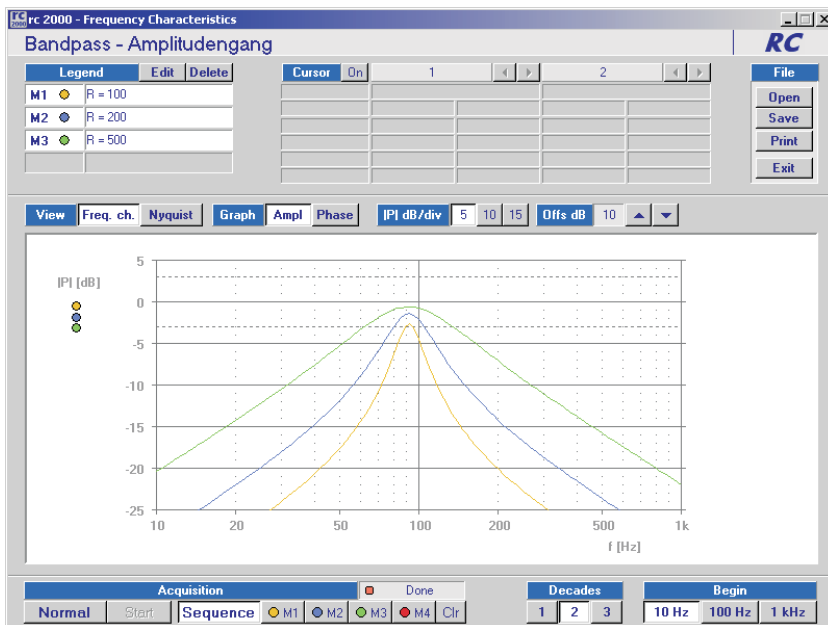 rc 2000 rc 2000 - Frequency Characteristics
Bandpass - Amplitudengang RC
Legend Edit Delete Cursor On 1 2 File
M1 R = 100 Open
M2 R = 200 Save
M3 R = 500 Print
Exit
View Freq. ch. Nyquist Graph Ampl Phase |P| dB/div 5 10 15 Offs dB 10
|P| [dB]
5
0
-5
-10
-15
-20
-25
10 20 50 100 200 500 1k
f [Hz]
Acquisition Done Decades Begin
Normal Start Sequence M1 M2 M3 M4 Clr 1 2 3 10 Hz 100 Hz 1 kHz